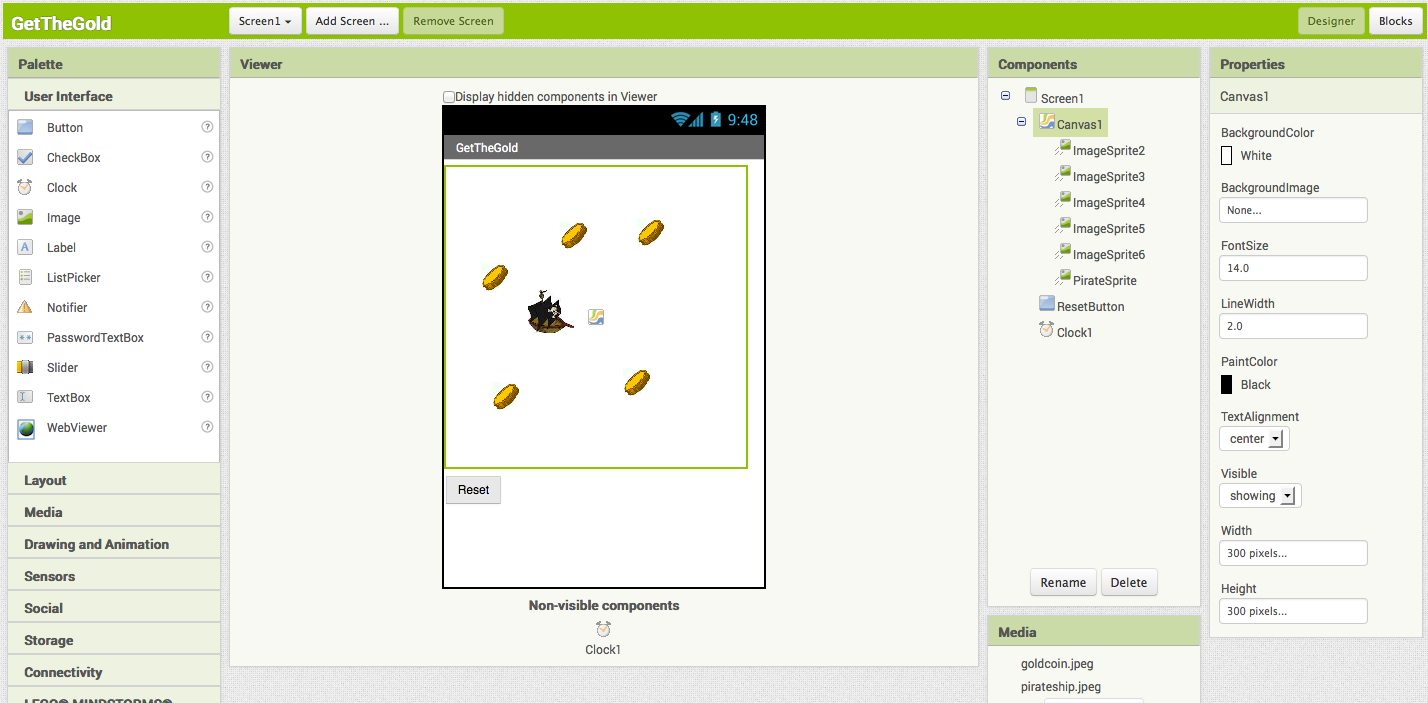 GetTheGold
Screen1
Add Screen ...
Remove Screen
Designer
Blocks
Palette
User Interface
Button
?
CheckBox
?
Clock
?
Image
?
A
Label
?
ListPicker
?
Notifier
?
PasswordTextBox
?
Slider
?
TextBox
?
WebViewer
?
Layout
Media
Drawing and Animation
Sensors
Social
Storage
Connectivity
LEGO® MINDSTORMS®
Viewer
Display hidden components in Viewer
9:48
GetTheGold
Reset
Non-visible components
Clock1
Components
Screen1
Canvas1
ImageSprite2
ImageSprite3
ImageSprite4
ImageSprite5
ImageSprite6
PirateSprite
ResetButton
Clock1
Rename
Delete
Media
goldcoin.jpeg
pirateship.jpeg
Properties
Canvas1
BackgroundColor
White
BackgroundImage
None...
FontSize
14.0
LineWidth
2.0
PaintColor
Black
TextAlignment
center
Visible
showing
Width
300 pixels...
Height
300 pixels...